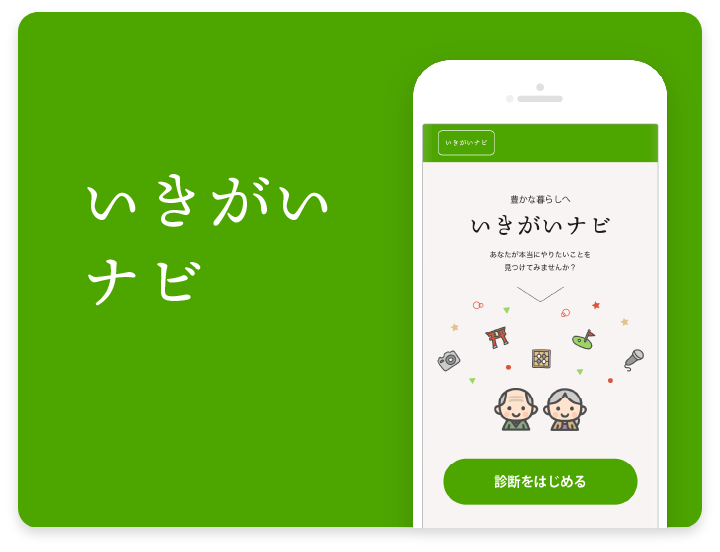 いきがい
ナビ
いきがいナビ
豊かな暮らしへ
いきがいナビ
あなたが本当にやりたいことを
見つけてみませんか？
診断をはじめる